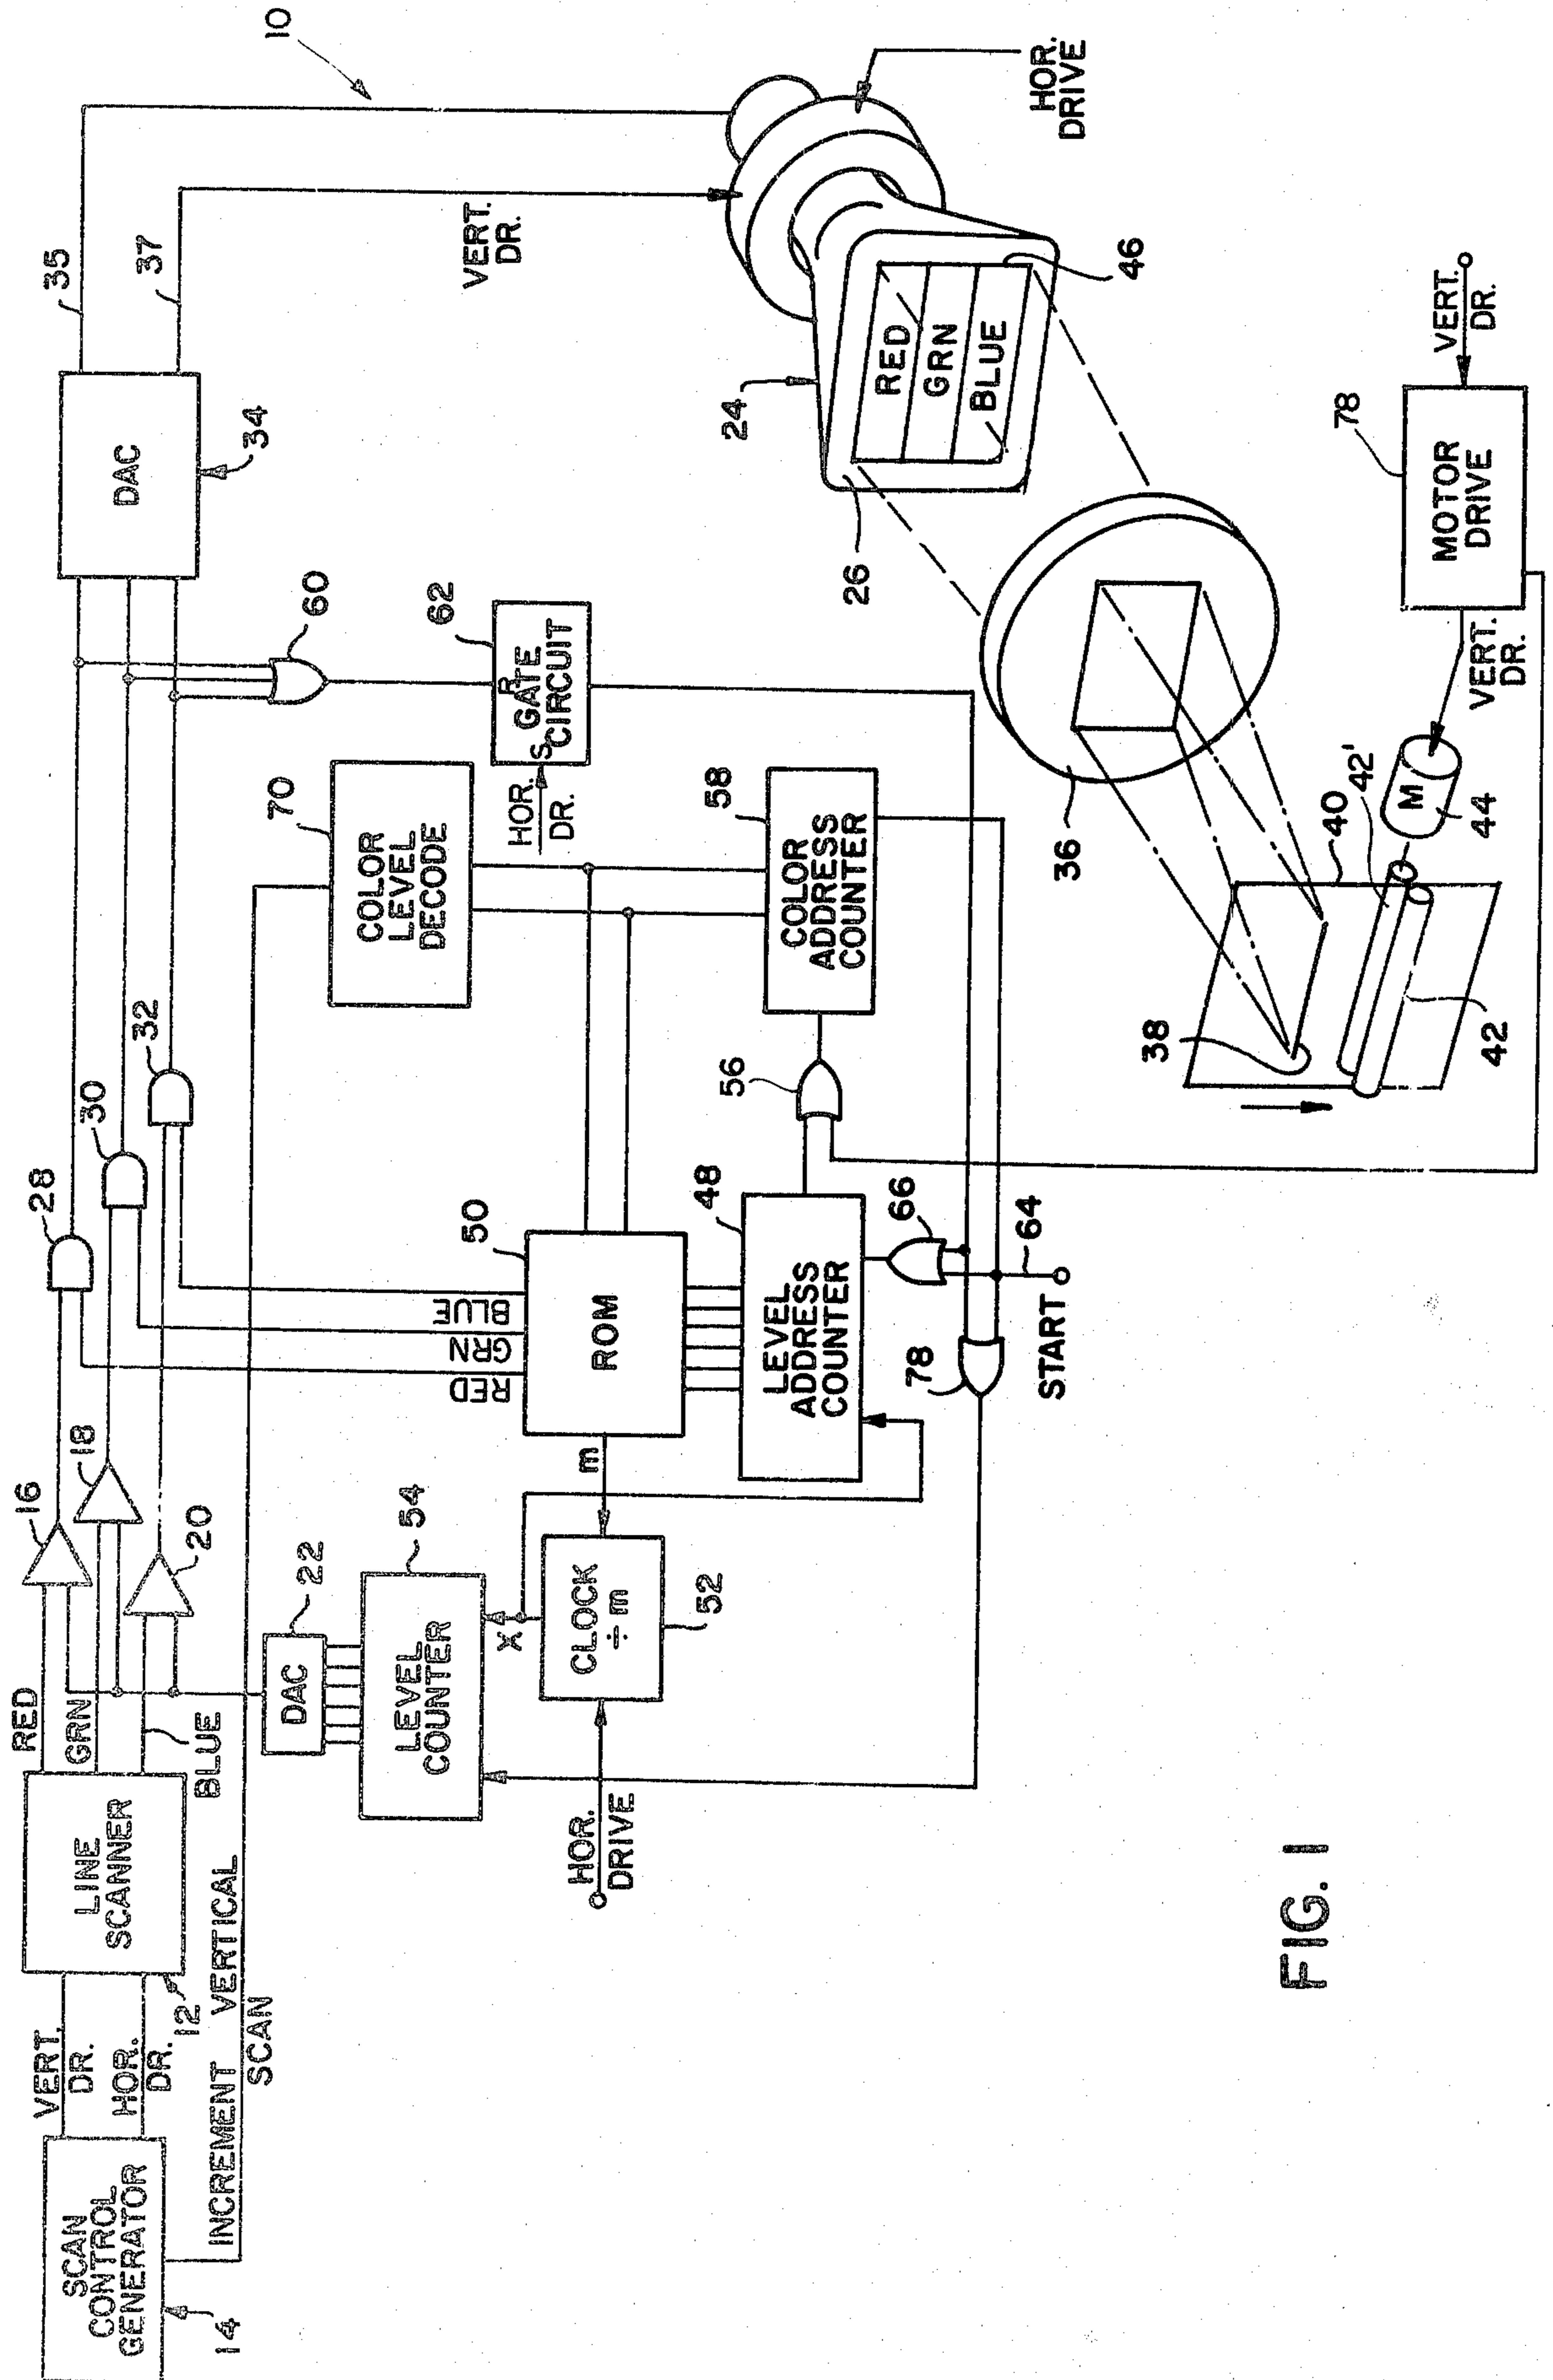 SCAN
CONTROL
GENERATOR
14
VERT.
DR.
HOR.
DR.
INCREMENT VERTICAL
SCAN
LINE
SCANNER
12
RED
GRN
BLUE
16
18
20
DAC
22
LEVEL
COUNTER
54
X
CLOCK
÷ m
52
m
HOR.
DRIVE
28
30
32
RED
GRN
BLUE
ROM
50
LEVEL
ADDRESS
COUNTER
48
66
64
START
78
56
COLOR
LEVEL
DECODE
70
COLOR
ADDRESS
COUNTER
58
60
R
S GATE
CIRCUIT
62
HOR.
DR.
DAC
34
35
37
VERT.
DR.
10
HOR.
DRIVE
24
26
RED
GRN
BLUE
46
36
38
40
42
42'
M
44
VERT.
DR.
MOTOR
DRIVE
78
VERT.
DR.
FIG. 1